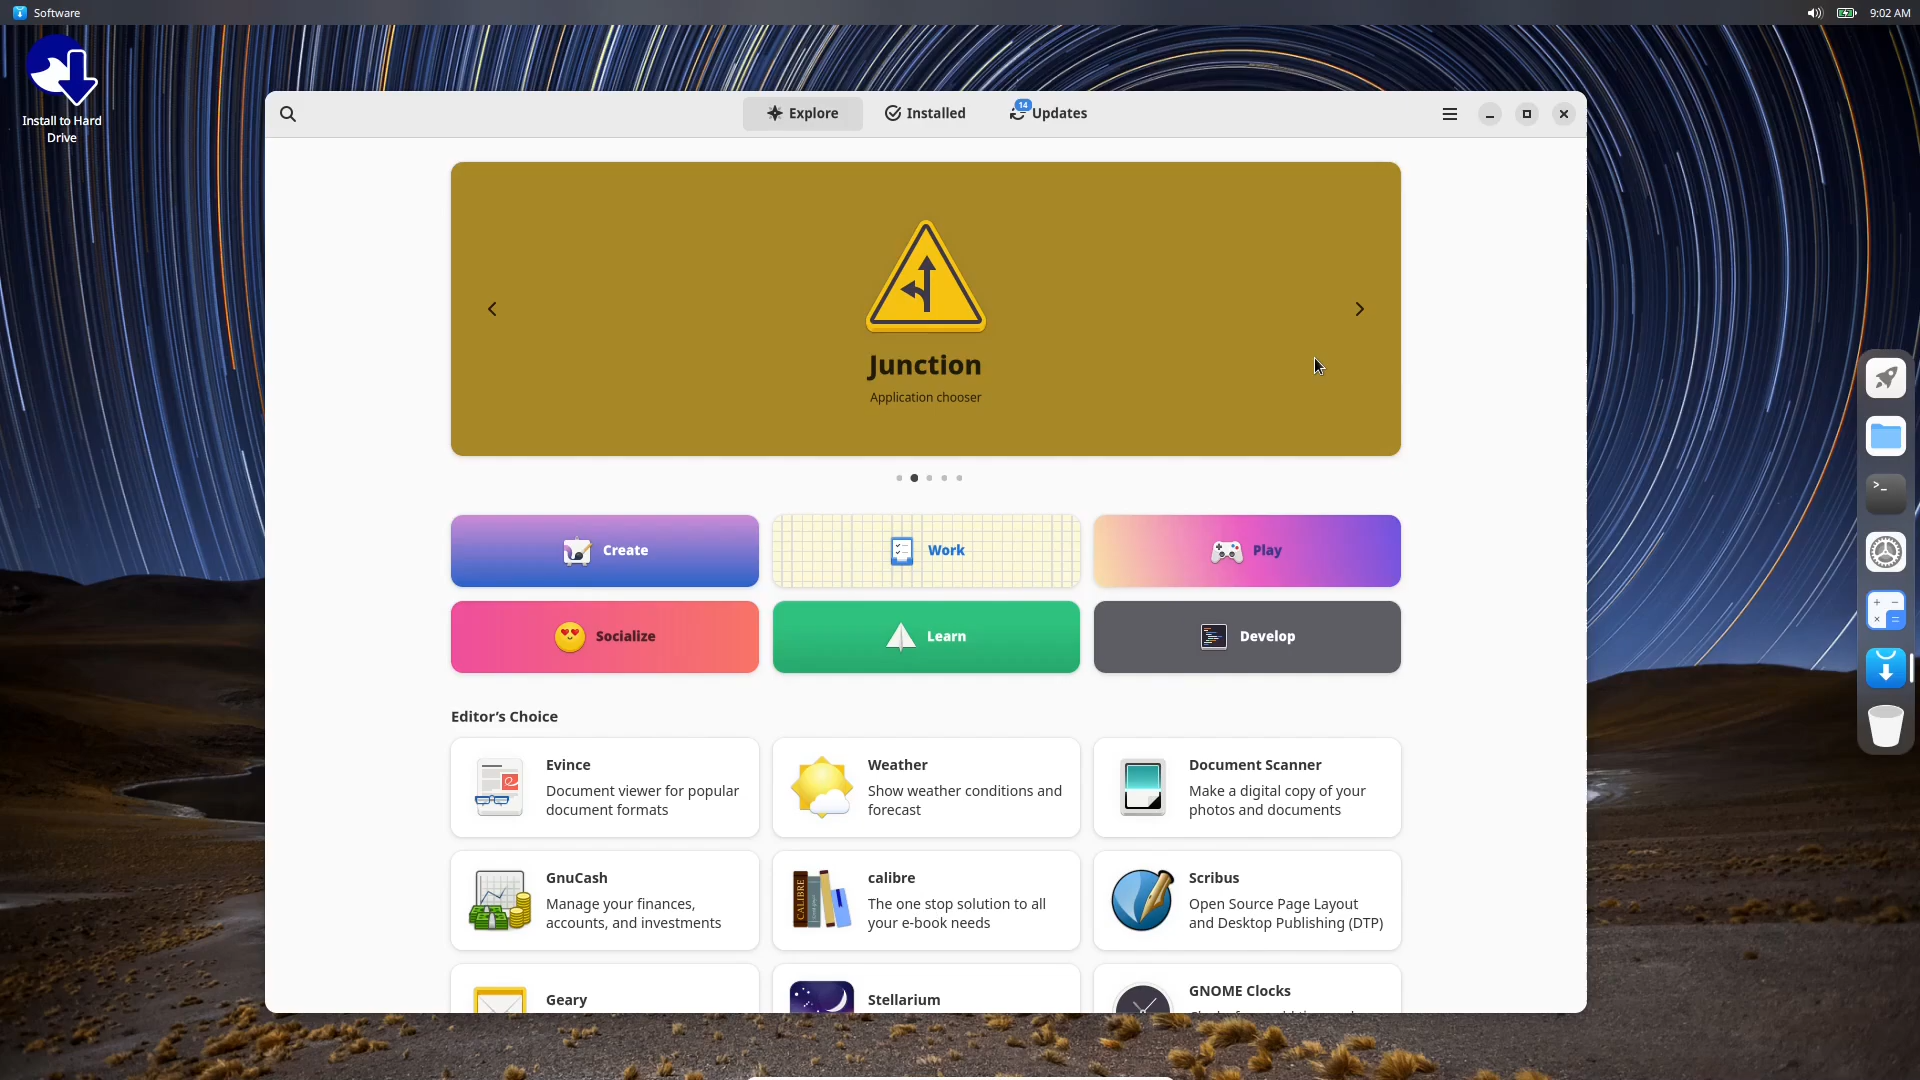 Software
9:02 AM
Install to Hard
Drive
Explore
Installed
14
Updates
Junction
Application chooser
Create
Work
Play
Socialize
Learn
Develop
Editor’s Choice
Evince
Document viewer for popular
document formats
Weather
Show weather conditions and
forecast
Document Scanner
Make a digital copy of your
photos and documents
GnuCash
Manage your finances,
accounts, and investments
CALIBRE
calibre
The one stop solution to all
your e-book needs
Scribus
Open Source Page Layout
and Desktop Publishing (DTP)
Geary
Stellarium
GNOME Clocks